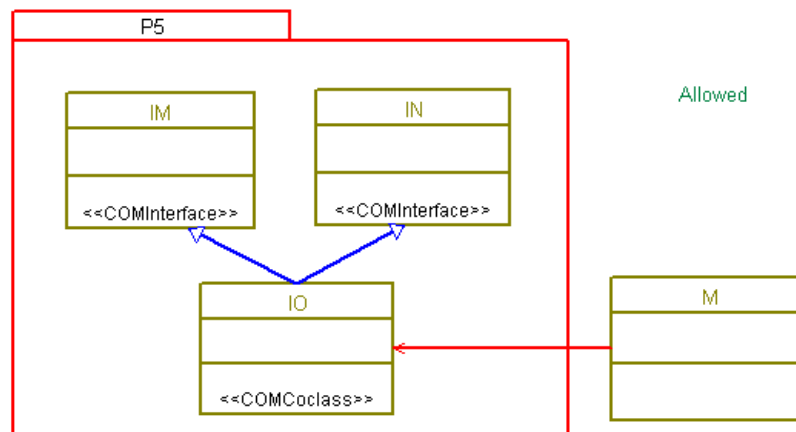 P5
IM
IN
Allowed
<<COMInterface>>
<<COMInterface>>
IO
M
<<COMCoclass>>